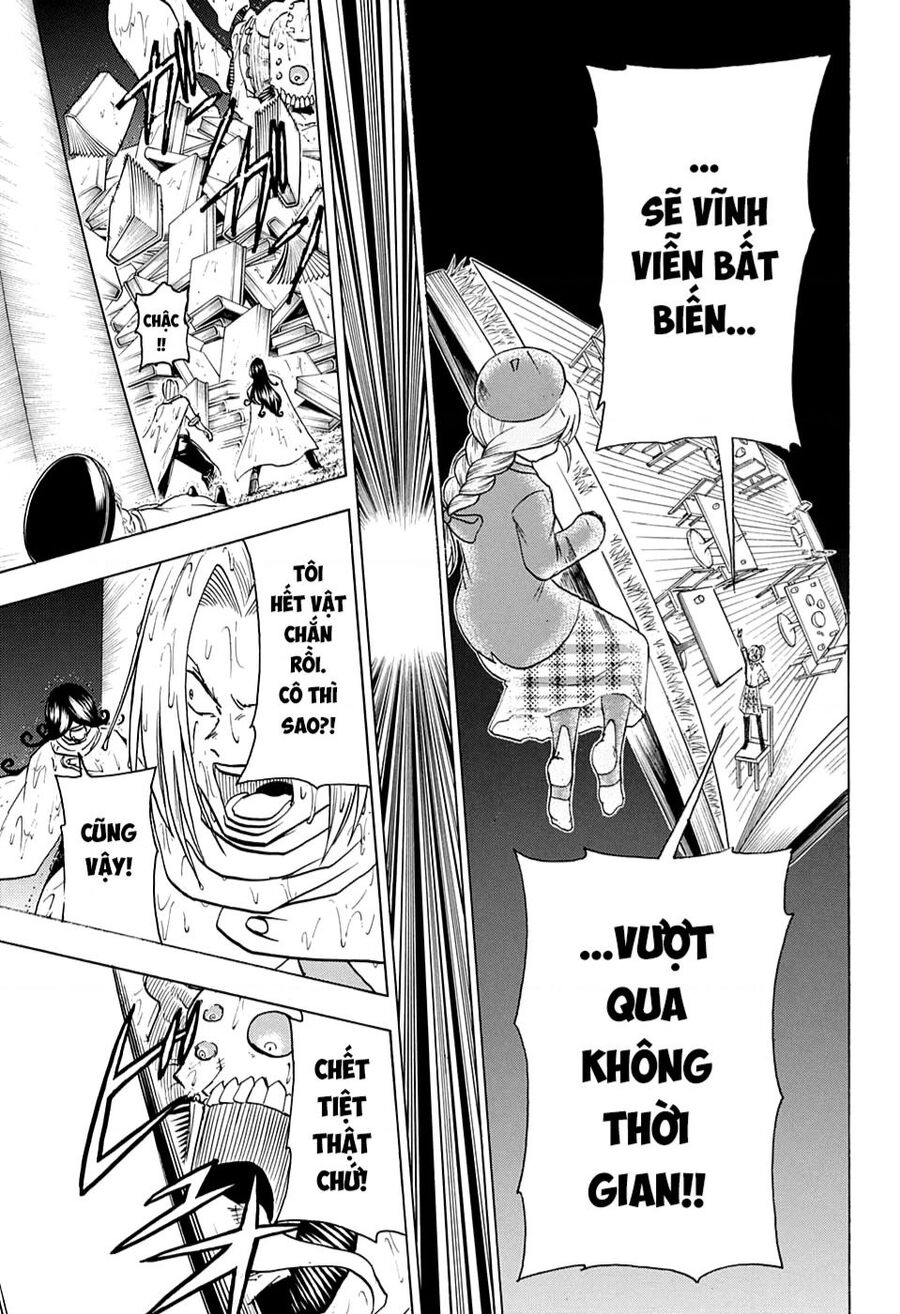 ...
SẼ VĨNH
VIỄN BẤT
BIẾN...
...VƯỢT
QUA
KHÔNG
THỜI
GIAN!!
CHẬC
!!
TÔI
HẾT VẬT
CHẮN
RỒI.
CÔ THÌ
SAO?!
CŨNG
VẬY!
CHẾT
TIỆT
THẬT
CHỨ!